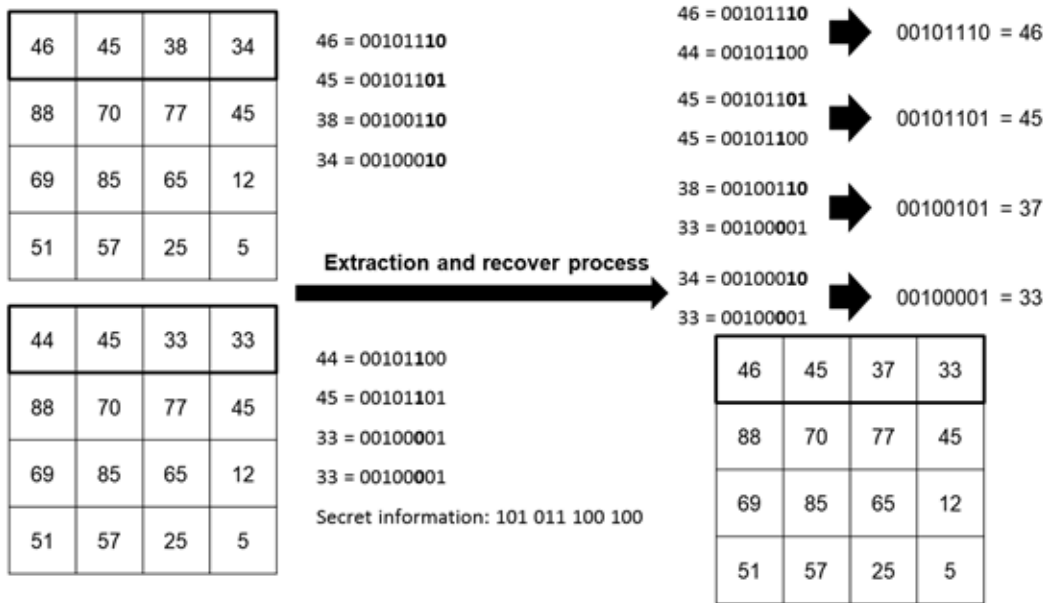 46 45 38 34
88 70 77 45
69 85 65 12
51 57 25 5
46 = 00101110
45 = 00101101
38 = 00100110
34 = 00100010
44 45 33 33
88 70 77 45
69 85 65 12
51 57 25 5
44 = 00101100
45 = 00101101
33 = 00100001
33 = 00100001
Secret information: 101 011 100 100
Extraction and recover process
46 = 00101110
44 = 00101100
00101110 = 46
45 = 00101101
45 = 00101100
00101101 = 45
38 = 00100110
33 = 00100001
00100101 = 37
34 = 00100010
33 = 00100001
00100001 = 33
46 45 37 33
88 70 77 45
69 85 65 12
51 57 25 5